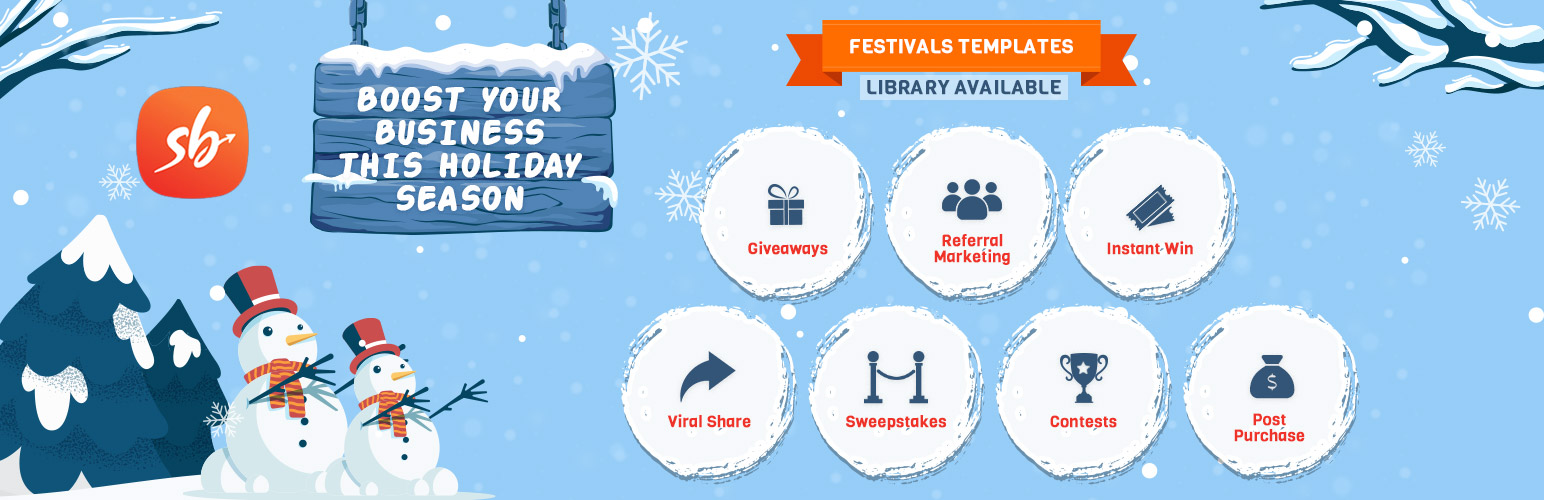 sb
BOOST YOUR
BUSINESS
THIS HOLIDAY
SEASON
FESTIVALS TEMPLATES
LIBRARY AVAILABLE
Giveaways
Referral
Marketing
Instant-Win
Viral Share
Sweepstakes
Contests
$
Post
Purchase